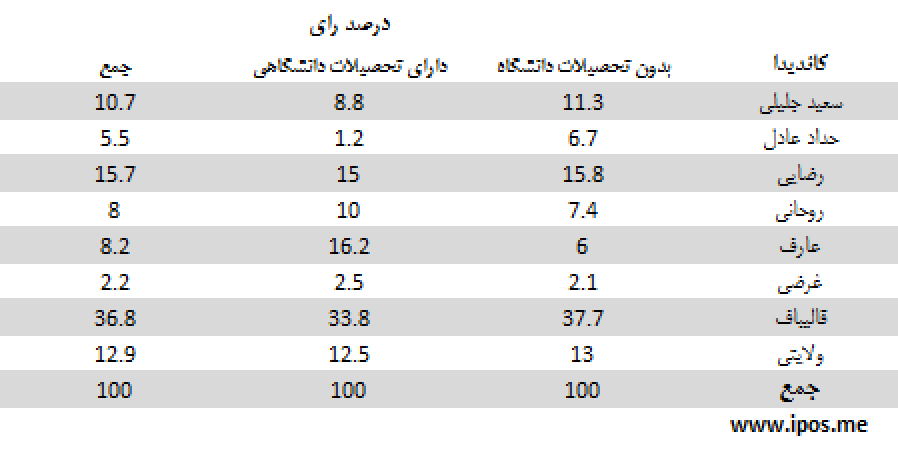 درصد رای
کاندیدا بدون تحصیلات دانشگاه دارای تحصیلات دانشگاهی جمع
سعید جلیلی 11.3 8.8 10.7
حداد عادل 6.7 1.2 5.5
رضایی 15.8 15 15.7
روحانی 7.4 10 8
عارف 6 16.2 8.2
غرضی 2.1 2.5 2.2
قالیباف 37.7 33.8 36.8
ولایتی 13 12.5 12.9
جمع 100 100 100
www.ipos.me